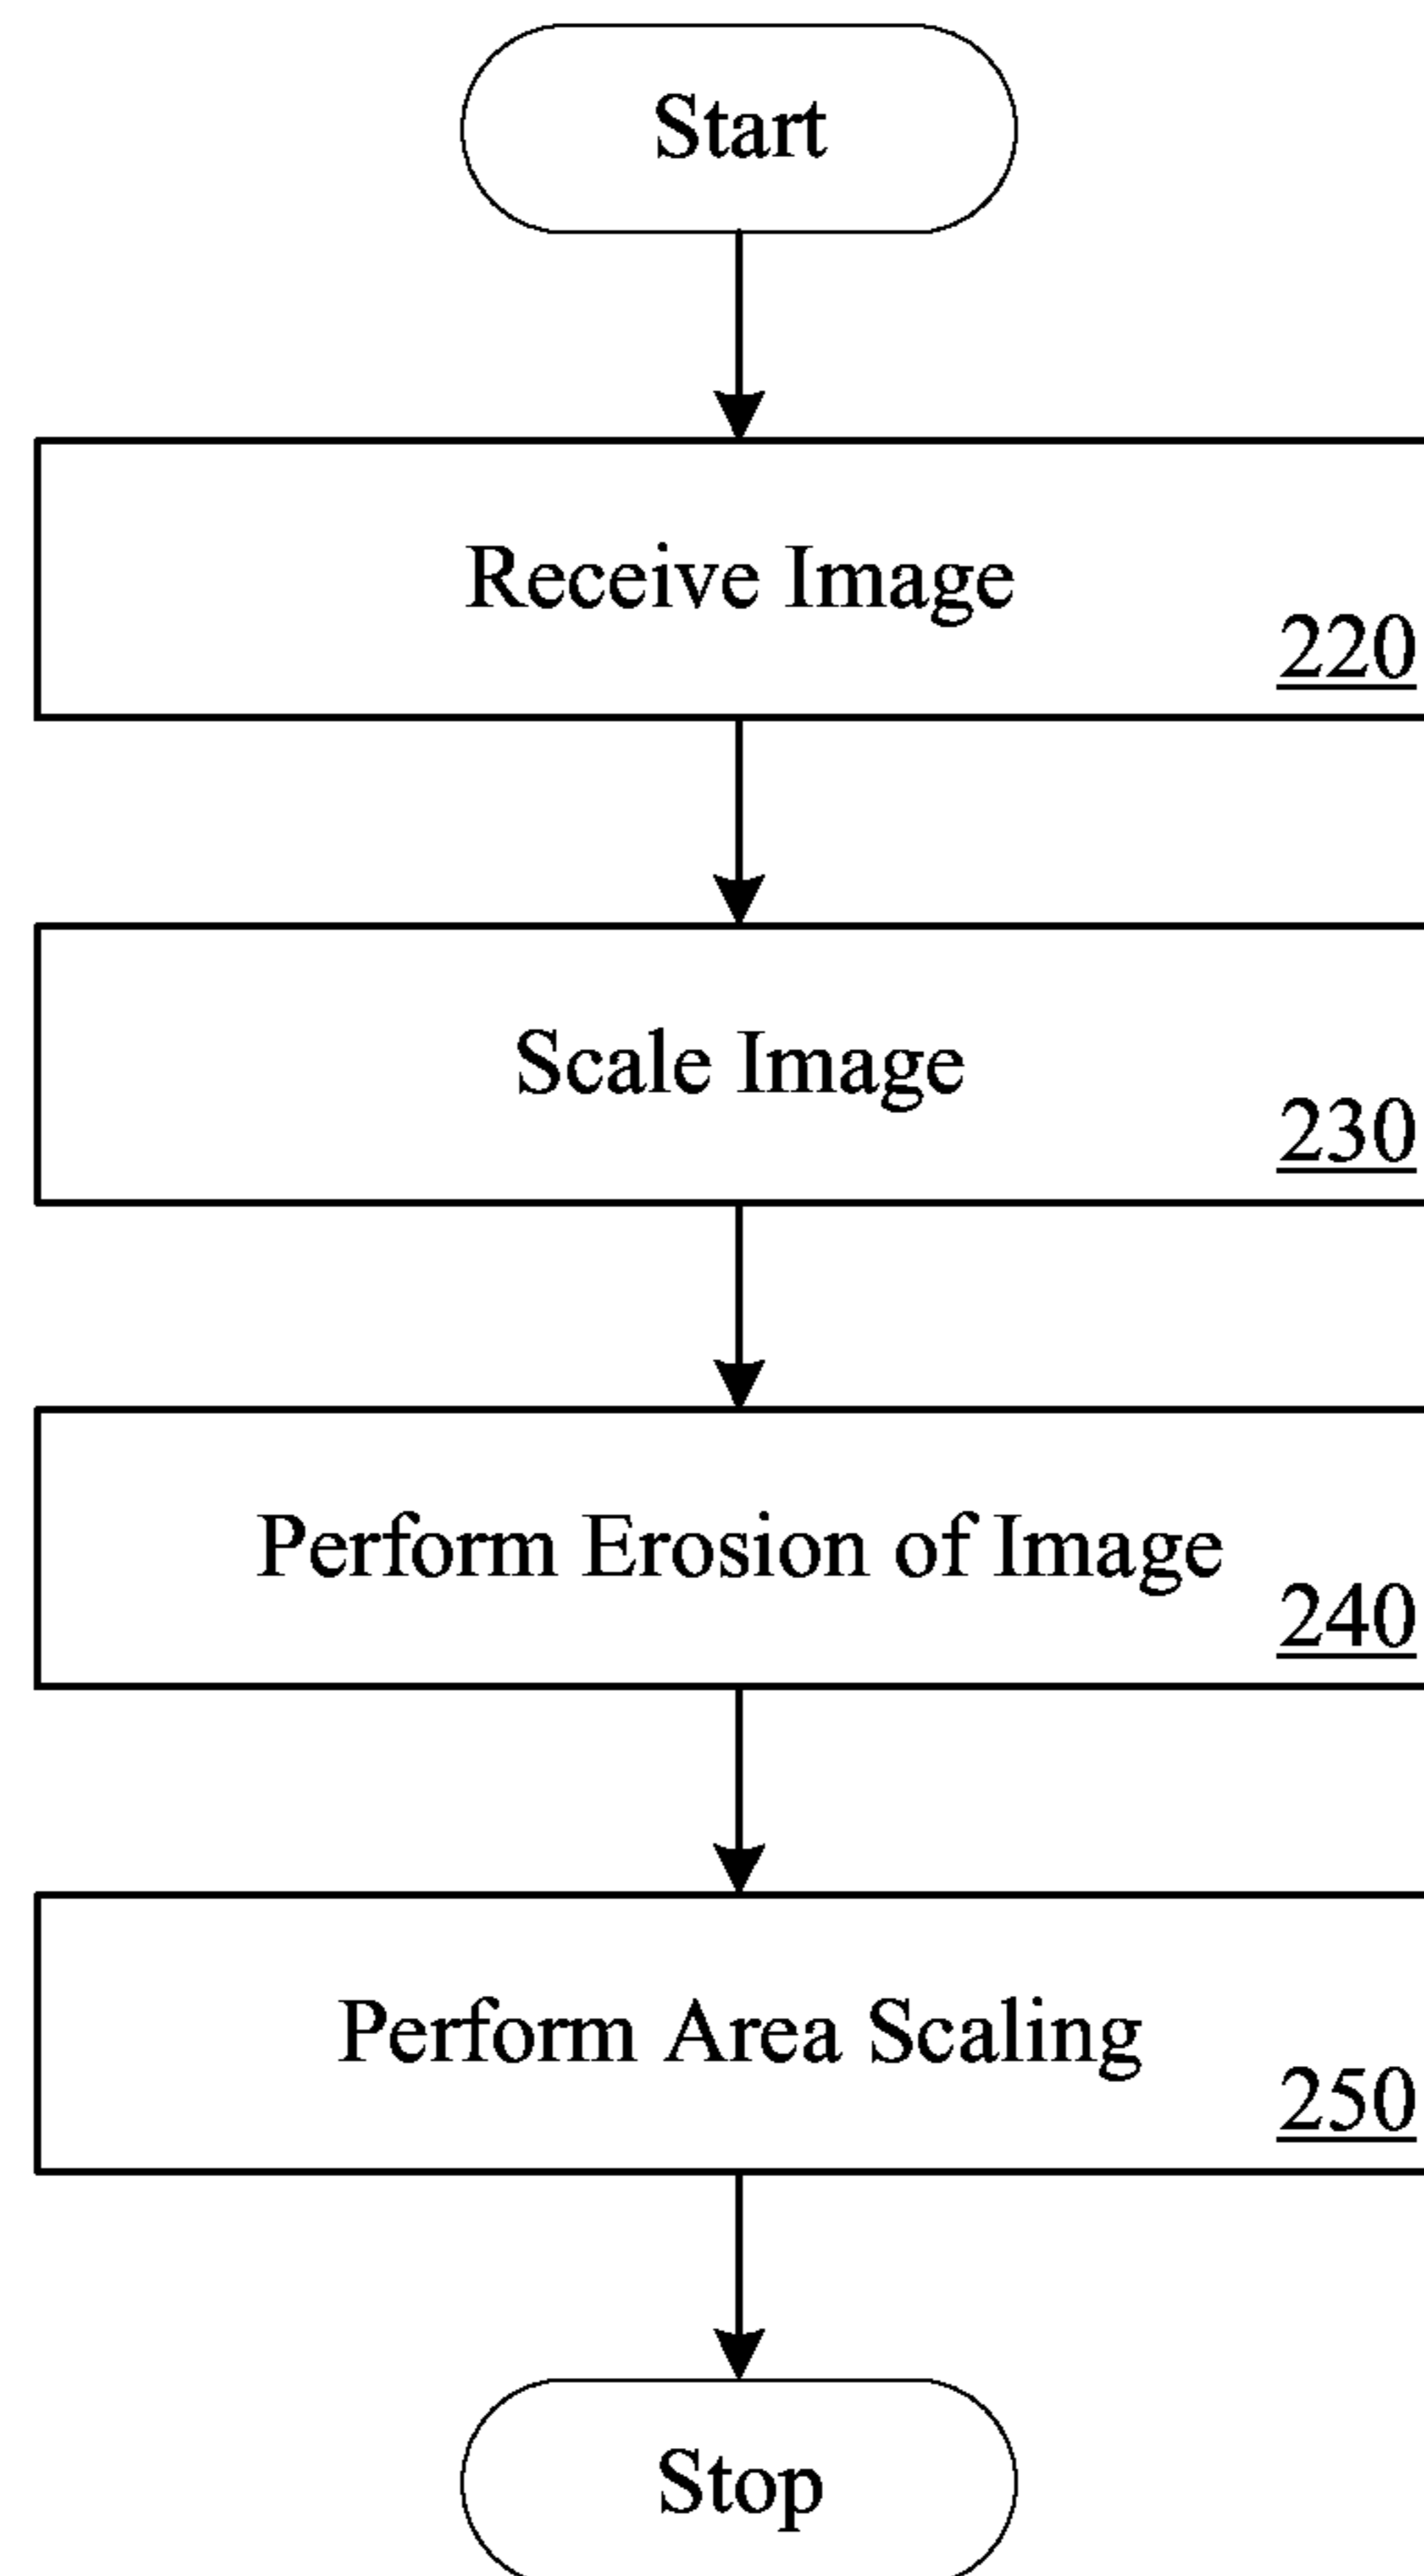 Start
Receive Image
220
Scale Image
230
Perform Erosion of Image
240
Perform Area Scaling
250
Stop